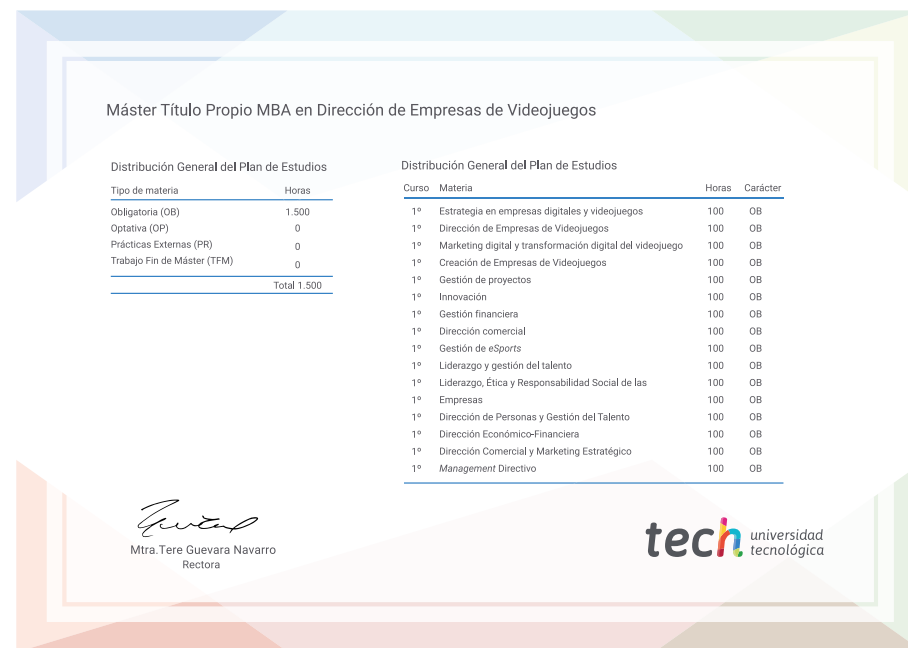 Máster Título Propio MBA en Dirección de Empresas de Videojuegos
Distribución General del Plan de Estudios
Tipo de materia Horas
Obligatoria (OB) 1.500
Optativa (OP) 0
Prácticas Externas (PR) 0
Trabajo Fin de Máster (TFM) 0
Total 1.500
Distribución General del Plan de Estudios
Curso Materia Horas Carácter
1º Estrategia en empresas digitales y videojuegos 100 OB
1º Dirección de Empresas de Videojuegos 100 OB
1º Marketing digital y transformación digital del videojuego 100 OB
1º Creación de Empresas de Videojuegos 100 OB
1º Gestión de proyectos 100 OB
1º Innovación 100 OB
1º Gestión financiera 100 OB
1º Dirección comercial 100 OB
1º Gestión de eSports 100 OB
1º Liderazgo y gestión del talento 100 OB
1º Liderazgo, Ética y Responsabilidad Social de las 100 OB
1º Empresas 100 OB
1º Dirección de Personas y Gestión del Talento 100 OB
1º Dirección Económico-Financiera 100 OB
1º Dirección Comercial y Marketing Estratégico 100 OB
1º Management Directivo 100 OB
Mtra.Tere Guevara Navarro
Rectora
tech universidad
tecnológica